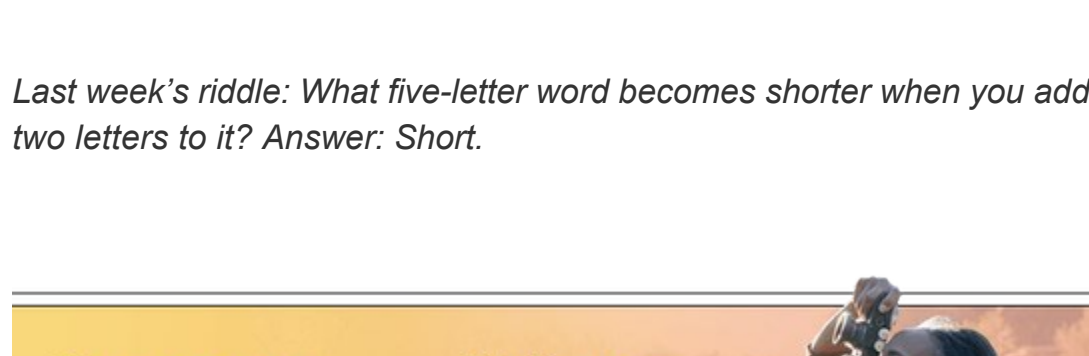 Last week’s riddle: What five-letter word becomes shorter when you add
two letters to it? Answer: Short.